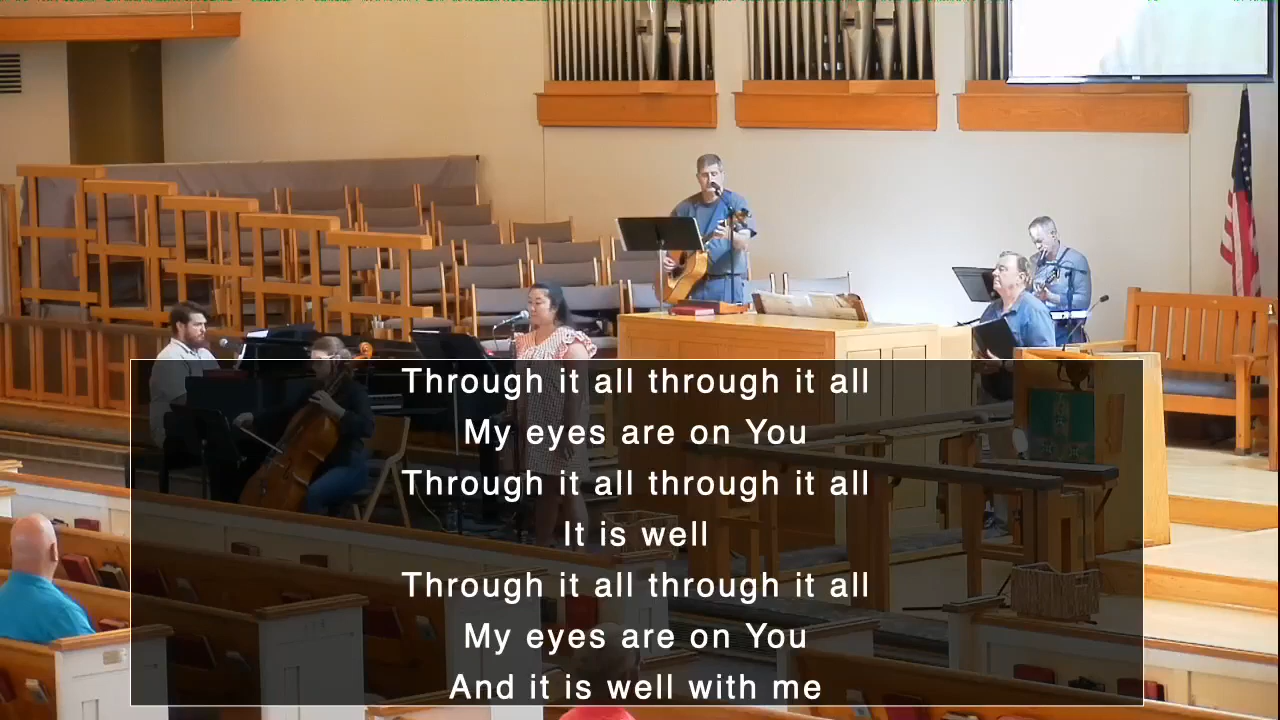 Through it all through it all
My eyes are on You
Through it all through it all
It is well
Through it all through it all
My eyes are on You
And it is well with me